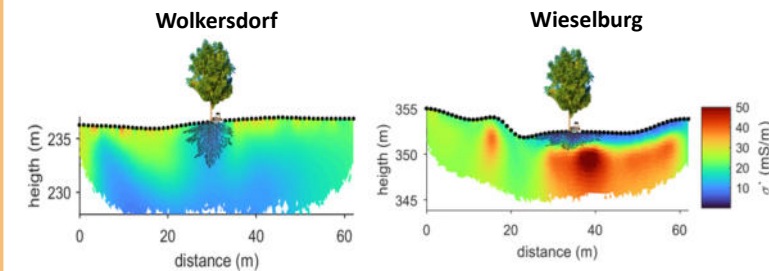 Wolkersdorf
Wieselburg
heigth (m)
235
230
0
20
40
60
distance (m)
heigth (m)
355
350
345
0
20
40
60
distance (m)
50
40
30
20
10
σ' (mS/m)